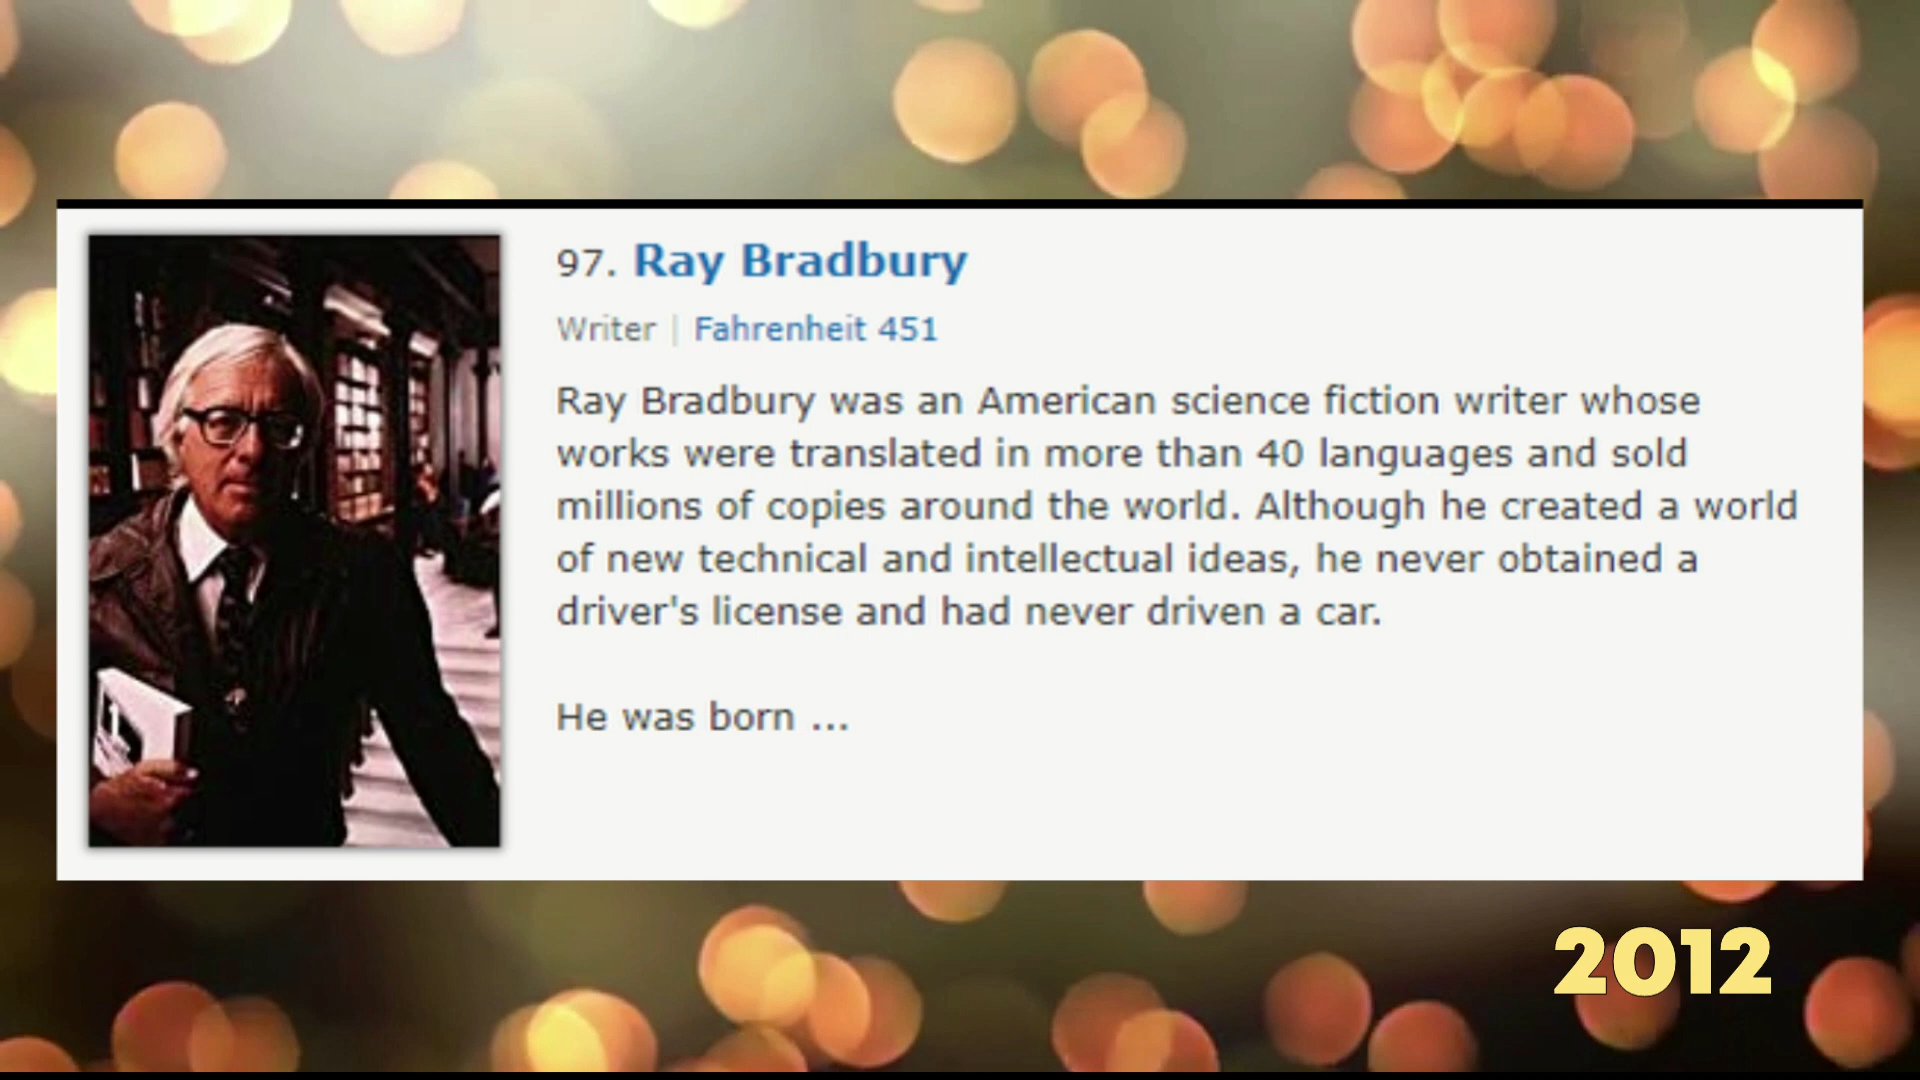 97. Ray Bradbury
Writer | Fahrenheit 451
Ray Bradbury was an American science fiction writer whose
works were translated in more than 40 languages and sold
millions of copies around the world. Although he created a world
of new technical and intellectual ideas, he never obtained a
driver's license and had never driven a car.
He was born ...
2012